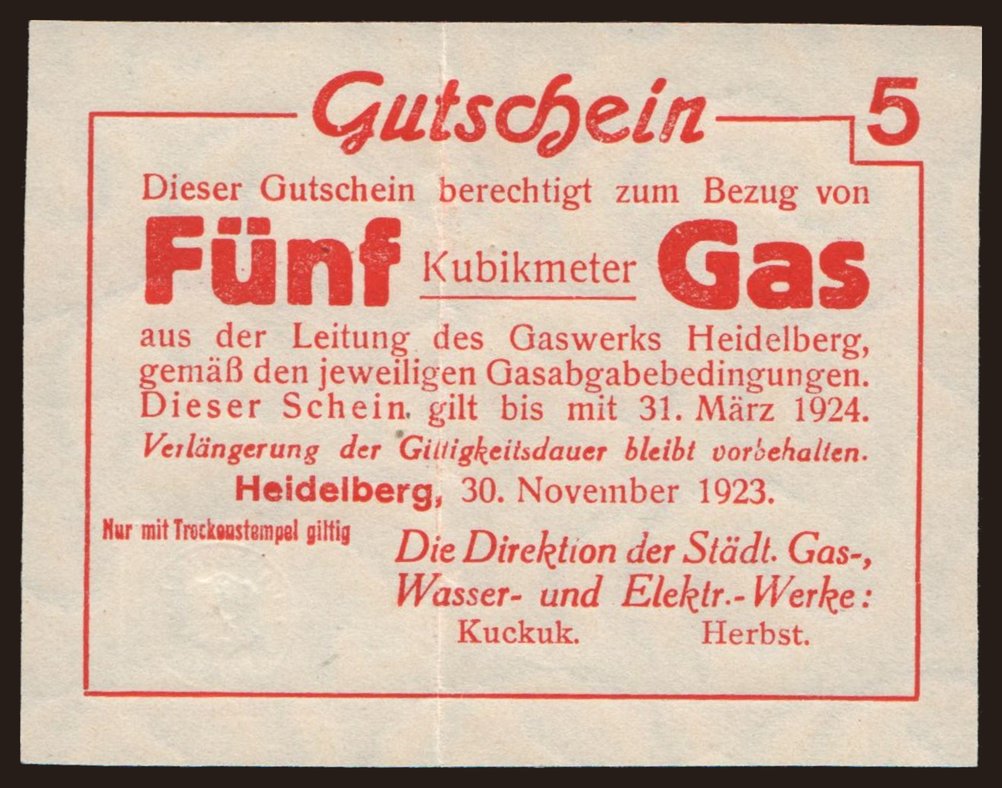 Gutschein 5
Dieser Gutschein berechtigt zum Bezug von
Fünf Kubikmeter Gas
aus der Leitung des Gaswerks Heidelberg,
gemäß den jeweiligen Gasabgabebedingungen.
Dieser Schein gilt bis mit 31. März 1924.
Verlängerung der Giltigkeitsdauer bleibt vorbehalten.
Heidelberg, 30. November 1923.
Nur mit Trockenstempel giltig
Die Direktion der Städt. Gas-,
Wasser- und Elektr.-Werke:
Kuckuk. Herbst.